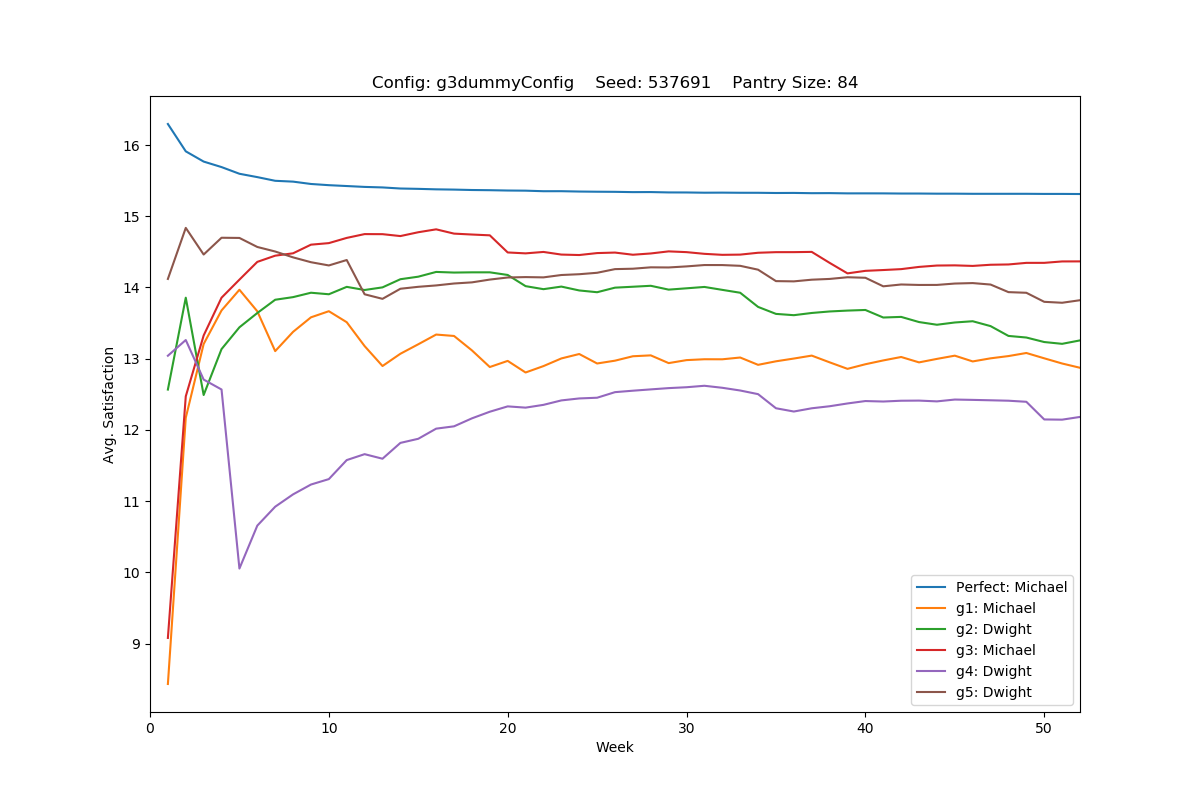 Config: g3dummyConfig    Seed: 537691    Pantry Size: 84
Avg. Satisfaction
16
15
14
13
12
11
10
9
0 10 20 30 40 50
Week
Perfect: Michael
g1: Michael
g2: Dwight
g3: Michael
g4: Dwight
g5: Dwight